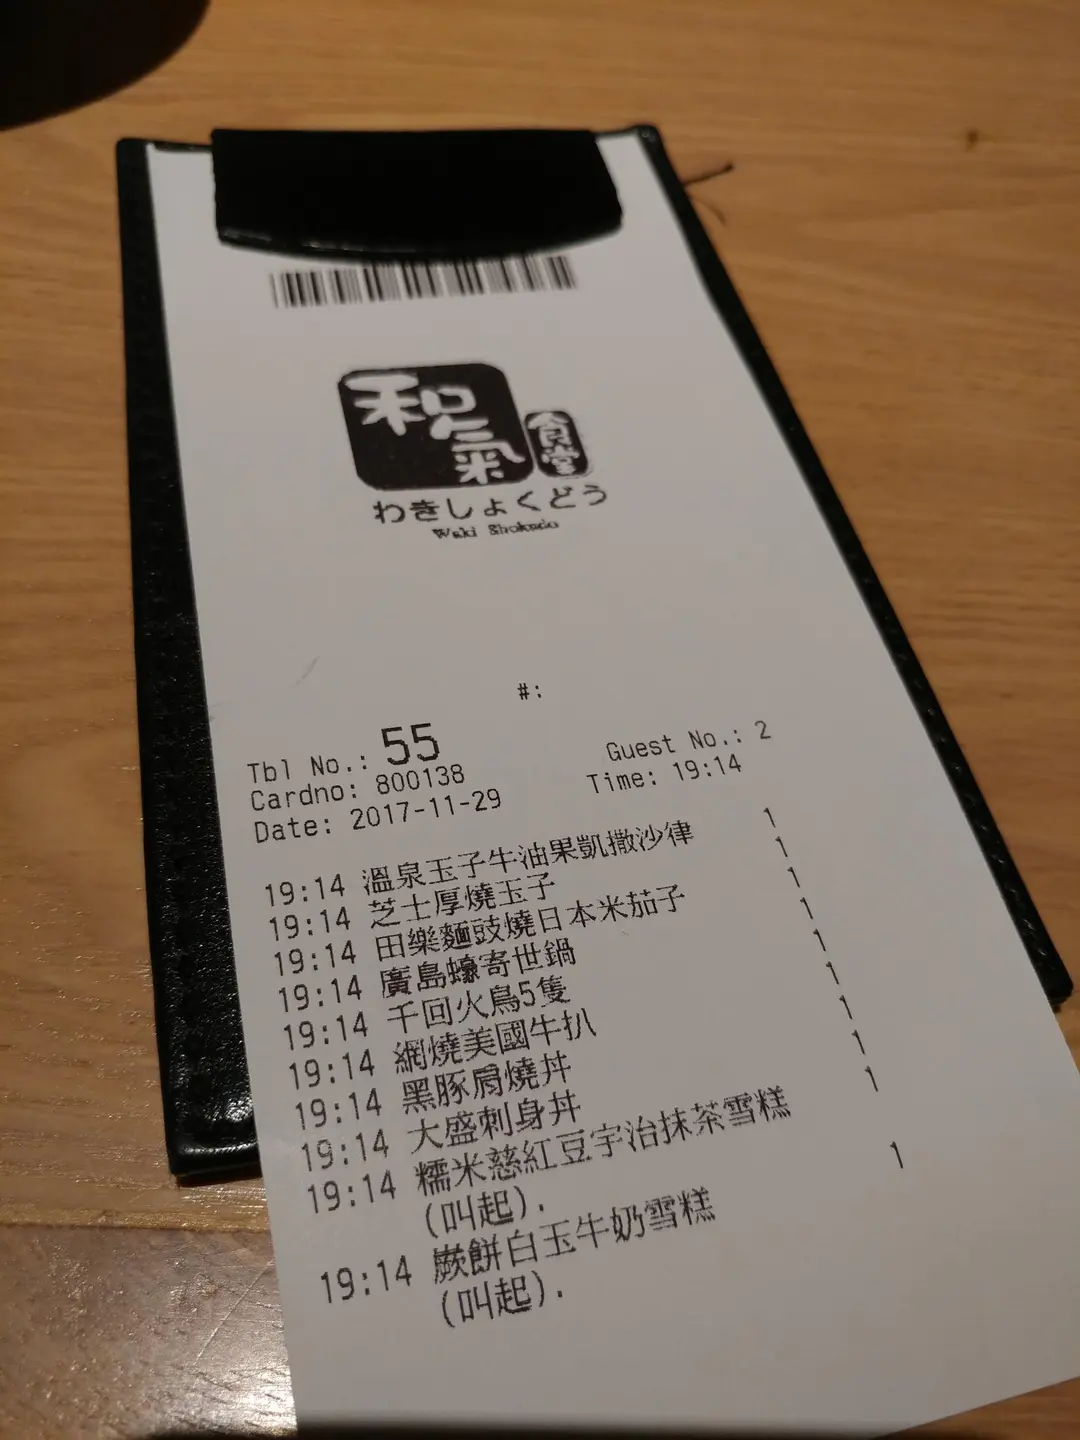 和氣
食堂
わきしょくどう
Waki Shokudo
#:
Tbl No.: 55
Guest No.: 2
Cardno: 800138
Time: 19:14
Date: 2017-11-29
19:14 溫泉玉子牛油果凱撒沙律 1
19:14 芝士厚燒玉子 1
19:14 田樂麵豉燒日本米茄子 1
19:14 廣島蠔寄世鍋 1
19:14 千回火鳥5隻 1
19:14 網燒美國牛扒 1
19:14 黑豚肩燒丼 1
19:14 大盛刺身丼 1
19:14 糯米慈紅豆宇治抹茶雪糕 1
(叫起).
19:14 蕨餅白玉牛奶雪糕 1
(叫起).